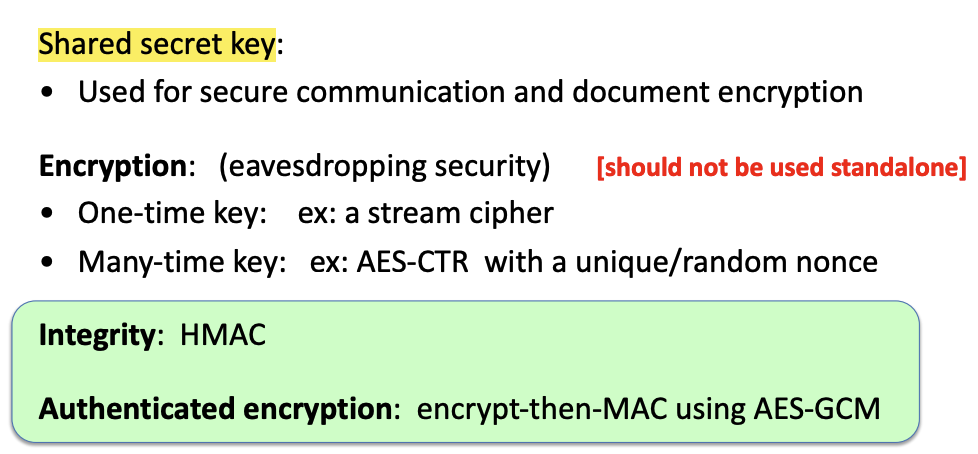 Shared secret key:
• Used for secure communication and document encryption
Encryption: (eavesdropping security) [should not be used standalone]
• One-time key: ex: a stream cipher
• Many-time key: ex: AES-CTR with a unique/random nonce
Integrity: HMAC
Authenticated encryption: encrypt-then-MAC using AES-GCM